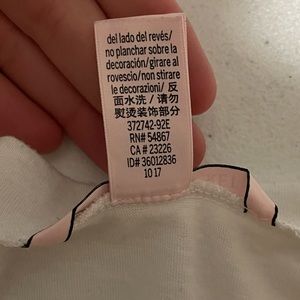 del lado del revés/
no planchar sobre la
decoración/girare al
rovescio/non stirare
le decorazioni/ 反
面水洗 / 请勿
熨烫装饰部分
372742-92E
RN# 54867
CA # 23226
ID# 36012836
10 17